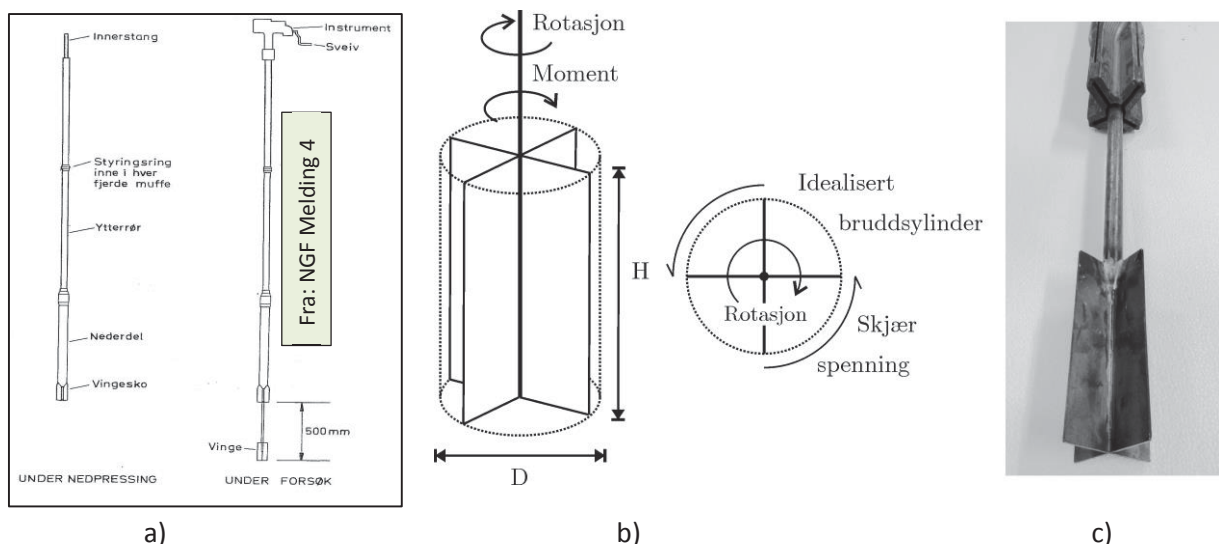 Innerstang
Styringsring
inne i hver
fjerde muffe
Ytterrør
Nederdel
Vingesko
UNDER NEDPRESSING
Instrument
Sveiv
Fra: NGF Melding 4
500mm
Vinge
UNDER FORSØK
a)
Rotasjon
Moment
H
D
Idealisert
bruddsylinder
Rotasjon
Skjær
spenning
b)
c)